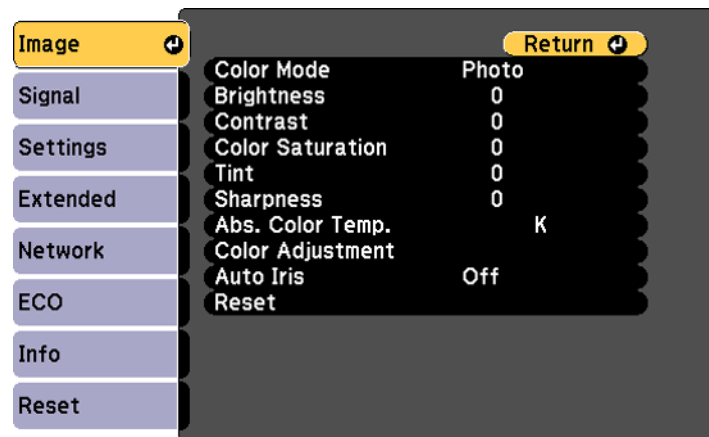 Image
Signal
Settings
Extended
Network
ECO
Info
Reset
Return
Color Mode Photo
Brightness 0
Contrast 0
Color Saturation 0
Tint 0
Sharpness 0
Abs. Color Temp. K
Color Adjustment
Auto Iris Off
Reset